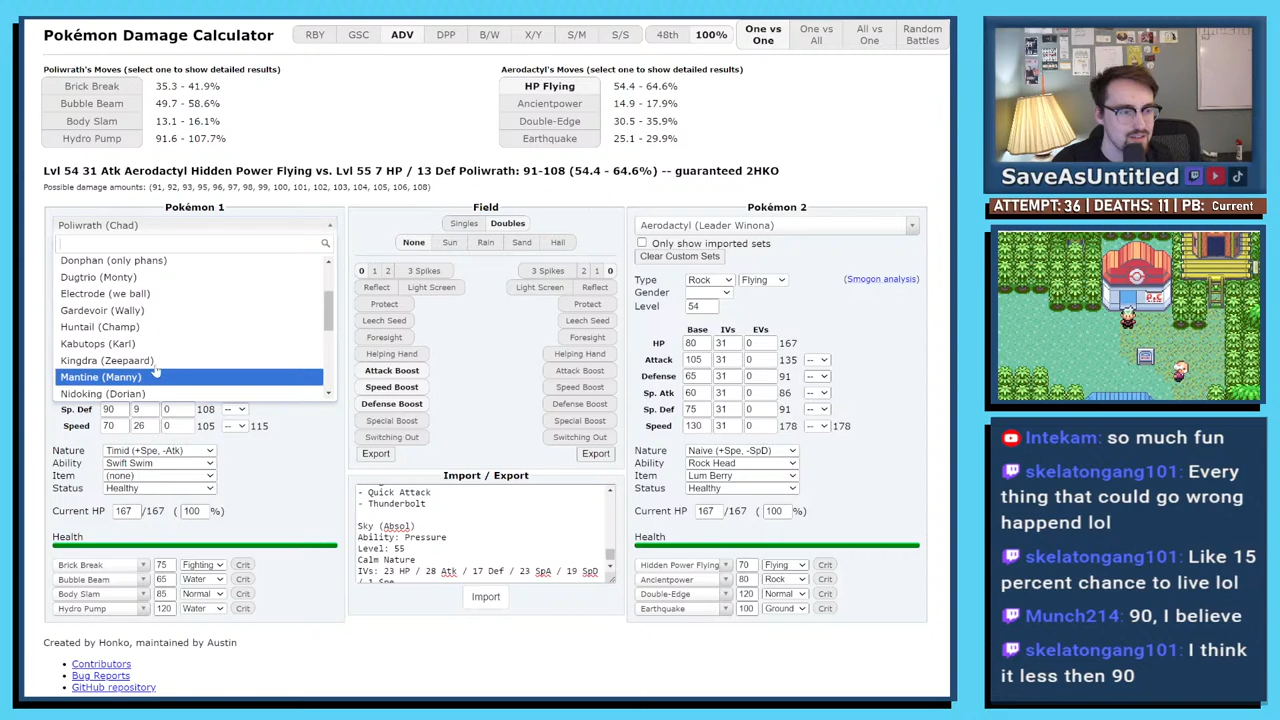 Pokémon Damage Calculator
RBY GSC ADV DPP B/W X/Y S/M S/S 48th 100% One vs One One vs All All vs One Random Battles
Poliwrath's Moves (select one to show detailed results)
Brick Break 35.3 - 41.9%
Bubble Beam 49.7 - 58.6%
Body Slam 13.1 - 16.1%
Hydro Pump 91.6 - 107.7%
Aerodactyl's Moves (select one to show detailed results)
HP Flying 54.4 - 64.6%
Ancientpower 14.9 - 17.9%
Double-Edge 30.5 - 35.9%
Earthquake 25.1 - 29.9%
Lvl 54 31 Atk Aerodactyl Hidden Power Flying vs. Lvl 55 7 HP / 13 Def Poliwrath: 91-108 (54.4 - 64.6%) -- guaranteed 2HKO
Possible damage amounts: (91, 92, 93, 95, 96, 97, 98, 99, 100, 101, 102, 103, 104, 105, 106, 108)
Pokémon 1
Poliwrath (Chad)
Donphan (only phans)
Dugtrio (Monty)
Electrode (we ball)
Gardevoir (Wally)
Huntail (Champ)
Kabutops (Karl)
Kingdra (Zeepaard)
Mantine (Manny)
Nidoking (Dorian)
Sp. Def 90 9 0 108 --
Speed 70 26 0 105 -- 115
Nature Timid (+Spe, -Atk)
Ability Swift Swim
Item (none)
Status Healthy
Current HP 167 /167 ( 100 %)
Health
Brick Break 75 Fighting Crit
Bubble Beam 65 Water Crit
Body Slam 85 Normal Crit
Hydro Pump 120 Water Crit
Field
Singles Doubles
None Sun Rain Sand Hail
0 1 2 3 Spikes 3 Spikes 2 1 0
Reflect Light Screen Light Screen Reflect
Protect Protect
Leech Seed Leech Seed
Foresight Foresight
Helping Hand Helping Hand
Attack Boost Attack Boost
Speed Boost Speed Boost
Defense Boost Defense Boost
Special Boost Special Boost
Switching Out Switching Out
Export Export
Import / Export
- Quick Attack
- Thunderbolt
Sky (Absol)
Ability: Pressure
Level: 55
Calm Nature
IVs: 23 HP / 28 Atk / 17 Def / 23 SpA / 19 SpD
/ 1 Spe
Import
Pokémon 2
Aerodactyl (Leader Winona)
Only show imported sets
Clear Custom Sets
Type Rock Flying (Smogon analysis)
Gender
Level 54
Base IVs EVs
HP 80 31 0 167
Attack 105 31 0 135 --
Defense 65 31 0 91 --
Sp. Atk 60 31 0 86 --
Sp. Def 75 31 0 91 --
Speed 130 31 0 178 -- 178
Nature Naive (+Spe, -SpD)
Ability Rock Head
Item Lum Berry
Status Healthy
Current HP 167 /167 ( 100 %)
Health
Hidden Power Flying 70 Flying Crit
Ancientpower 80 Rock Crit
Double-Edge 120 Normal Crit
Earthquake 100 Ground Crit
Created by Honko, maintained by Austin
Contributors
Bug Reports
GitHub repository
SaveAsUntitled
ATTEMPT: 36 | DEATHS: 11 | PB: Current
P.C
Intekam: so much fun
skelatongang101: Every
thing that could go wrong
happend lol
skelatongang101: Like 15
percent chance to live lol
Munch214: 90, I believe
skelatongang101: I think
it less then 90